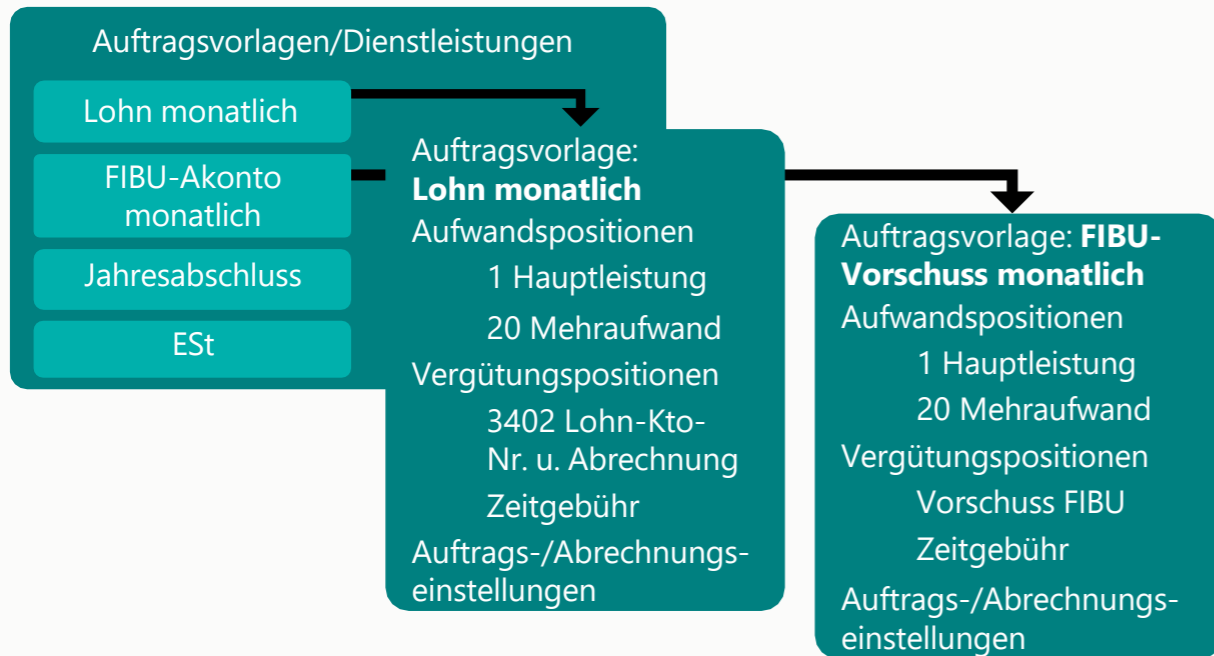 Auftragsvorlagen/Dienstleistungen
Lohn monatlich
FIBU-Akonto
monatlich
Jahresabschluss
ESt
Auftragsvorlage:
Lohn monatlich
Aufwandspositionen
1 Hauptleistung
20 Mehraufwand
Vergütungspositionen
3402 Lohn-Kto-
Nr. u. Abrechnung
Zeitgebühr
Auftrags-/Abrechnungs-
einstellungen
Auftragsvorlage: FIBU-
Vorschuss monatlich
Aufwandspositionen
1 Hauptleistung
20 Mehraufwand
Vergütungspositionen
Vorschuss FIBU
Zeitgebühr
Auftrags-/Abrechnungs-
einstellungen